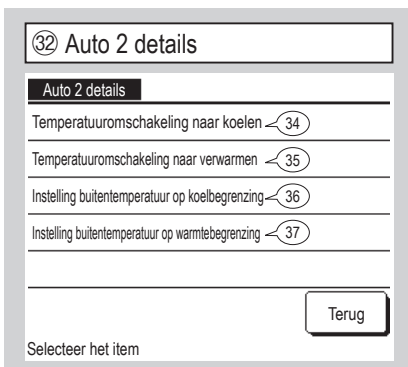 ㉜ Auto 2 details
Auto 2 details
Temperatuuromschakeling naar koelen 34
Temperatuuromschakeling naar verwarmen 35
Instelling buitentemperatuur op koelbegrenzing 36
Instelling buitentemperatuur op warmtebegrenzing 37
Terug
Selecteer het item